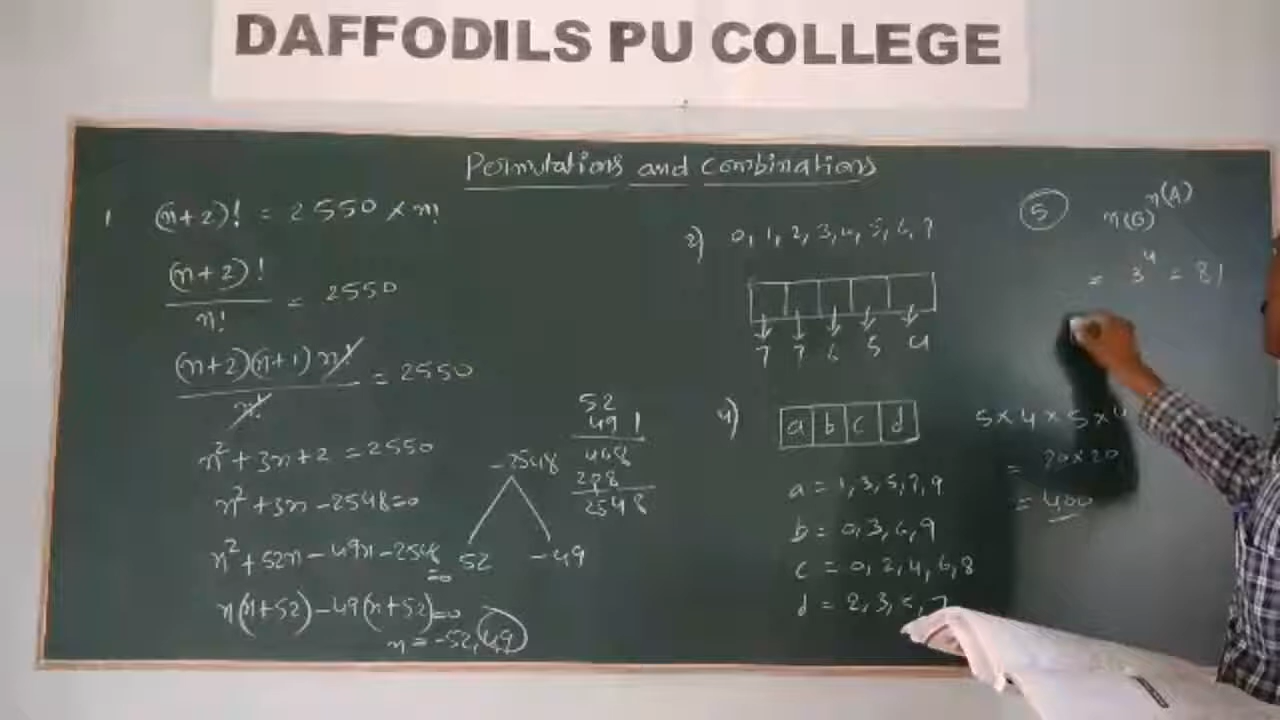 DAFFODILS PU COLLEGE
Permutations and Combinations
1 (n+2)! = 2550 × n!
(n+2)!
n!
= 2550
(n+2)(n+1) n!
n!
= 2550
n² + 3n + 2 = 2550
n² + 3n - 2548 = 0
n² + 52n - 49n - 2548 = 0
n(n+52) - 49(n+52) = 0
n = -52, 49
-2548
52 -49
52
49 1
468
208
2548
2) 0, 1, 2, 3, 4, 5, 6, 7
7 7 6 5 4
4) a b c d
a = 1, 3, 5, 7, 9
b = 0, 3, 6, 9
c = 0, 2, 4, 6, 8
d = 2, 3, 5, 7
5 × 4 × 5 × 4
= 20×20
= 400
5 n(B)^n(A)
= 3^4 = 81